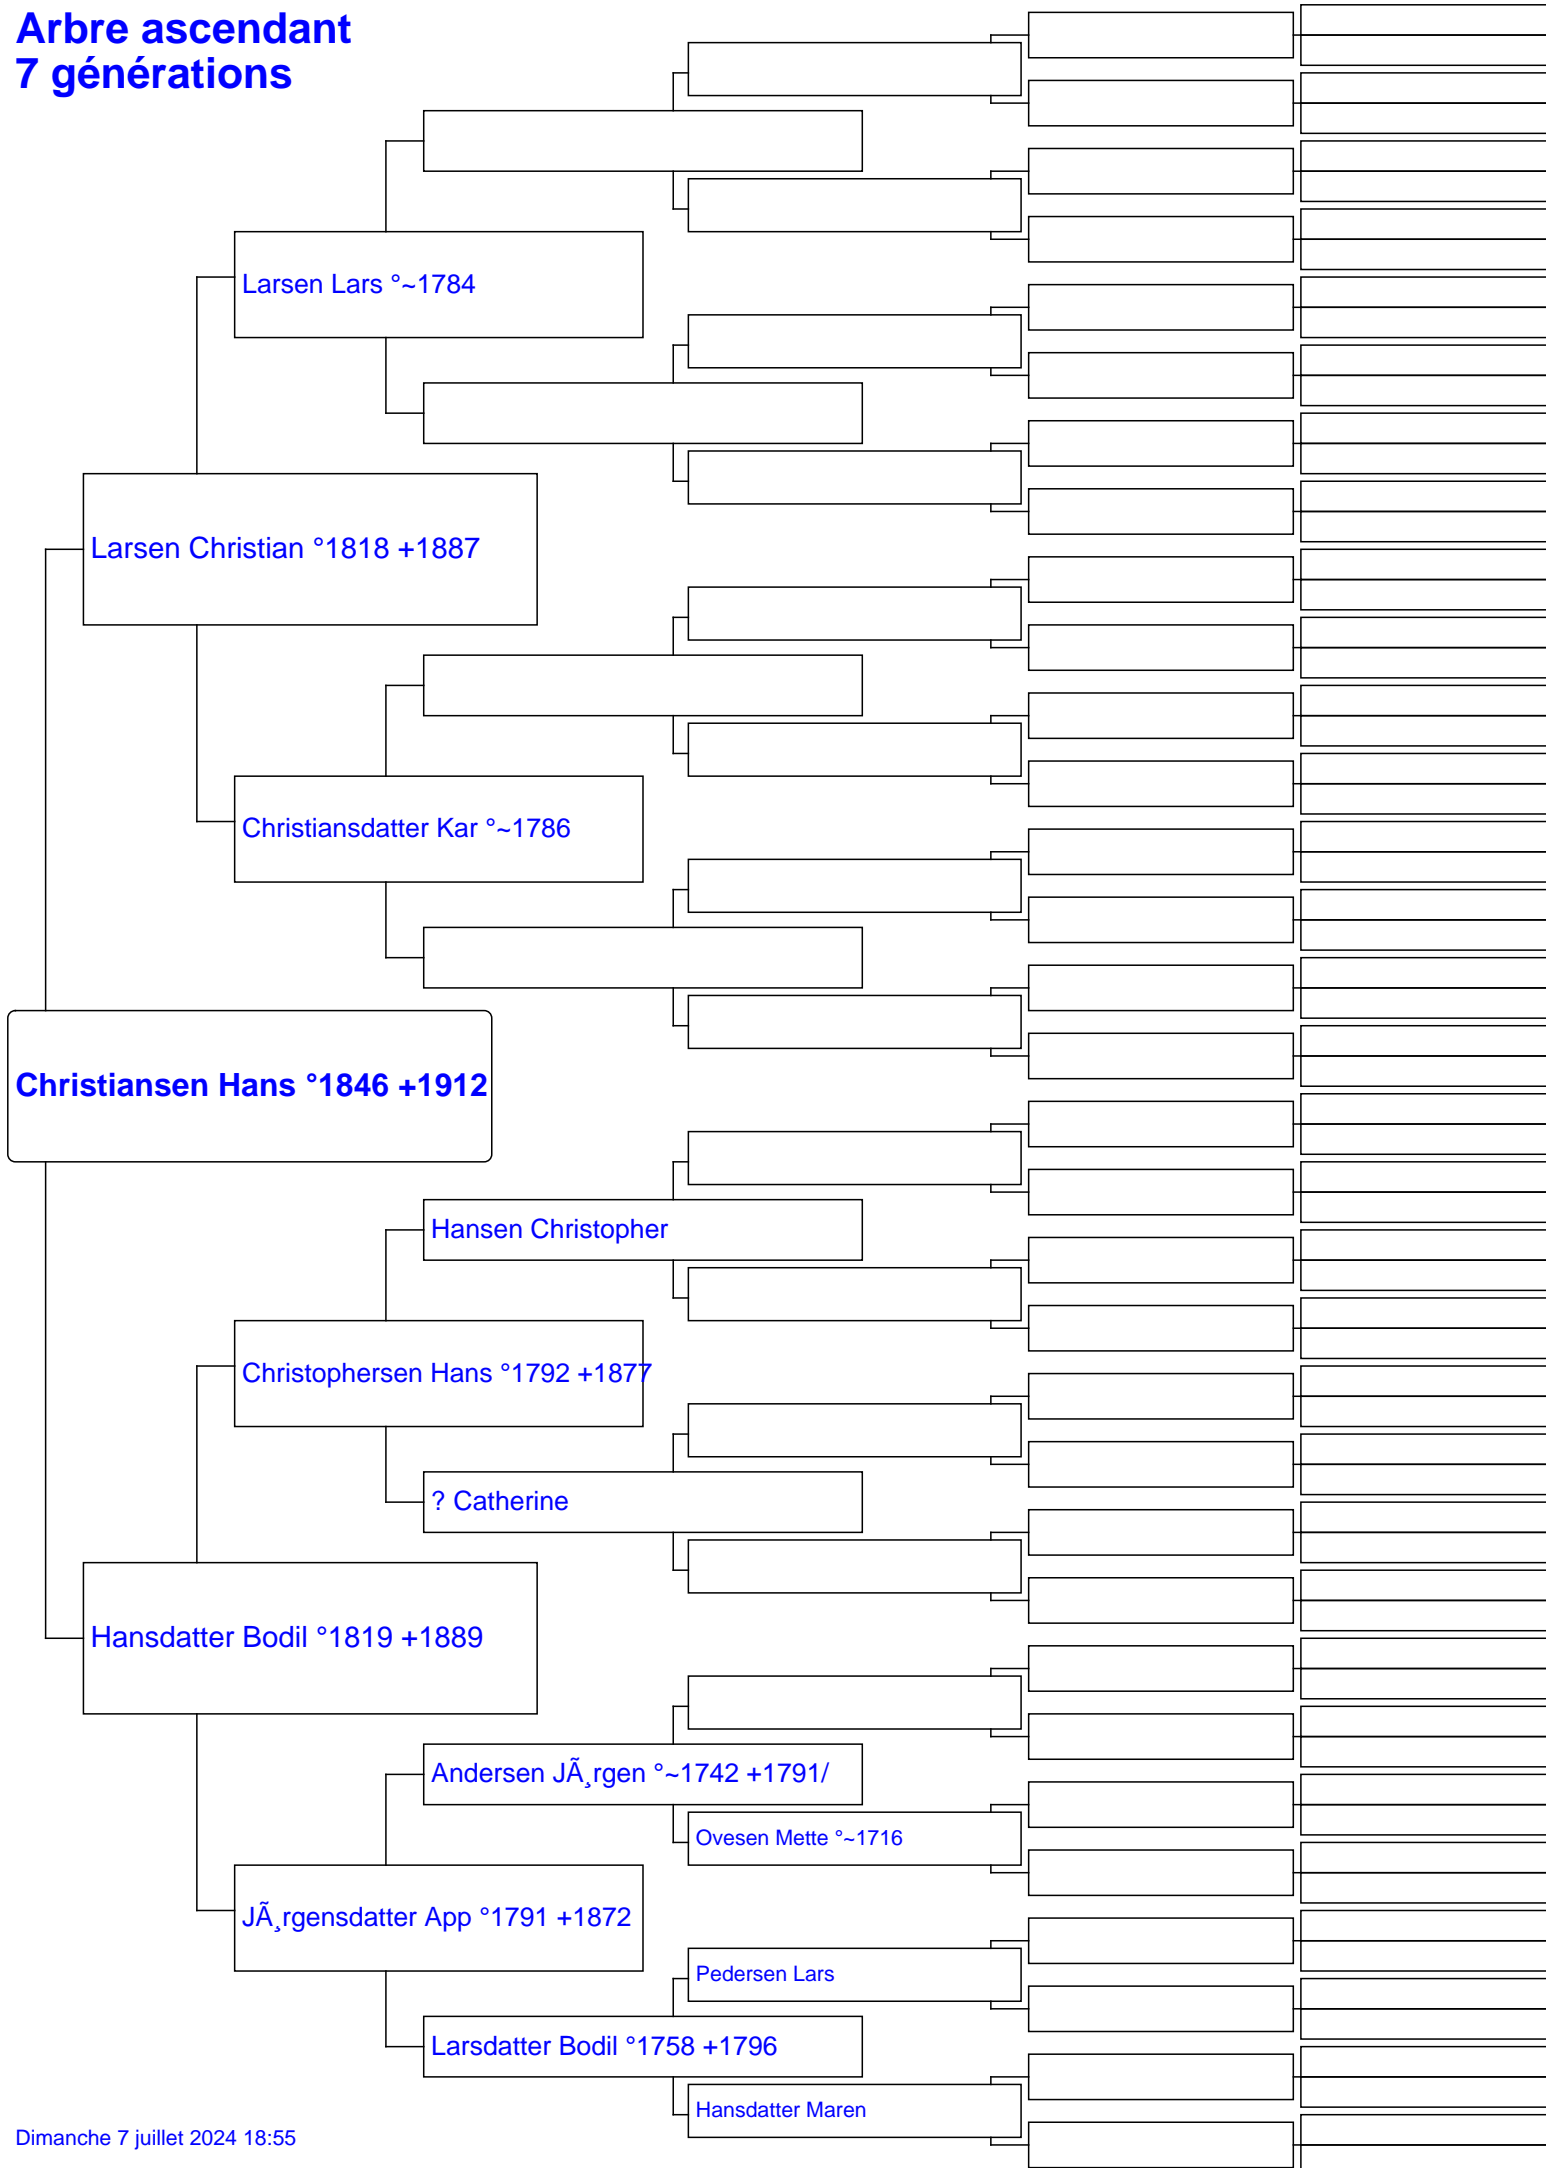 Arbre ascendant
7 générations
Larsen Lars °~1784
Larsen Christian °1818 +1887
Christiansdatter Kar °~1786
Christiansen Hans °1846 +1912
Hansen Christopher
Christophersen Hans °1792 +1877
? Catherine
Hansdatter Bodil °1819 +1889
Andersen JÃ¸rgen °~1742 +1791/
Ovesen Mette °~1716
JÃ¸rgensdatter App °1791 +1872
Pedersen Lars
Larsdatter Bodil °1758 +1796
Hansdatter Maren
Dimanche 7 juillet 2024 18:55